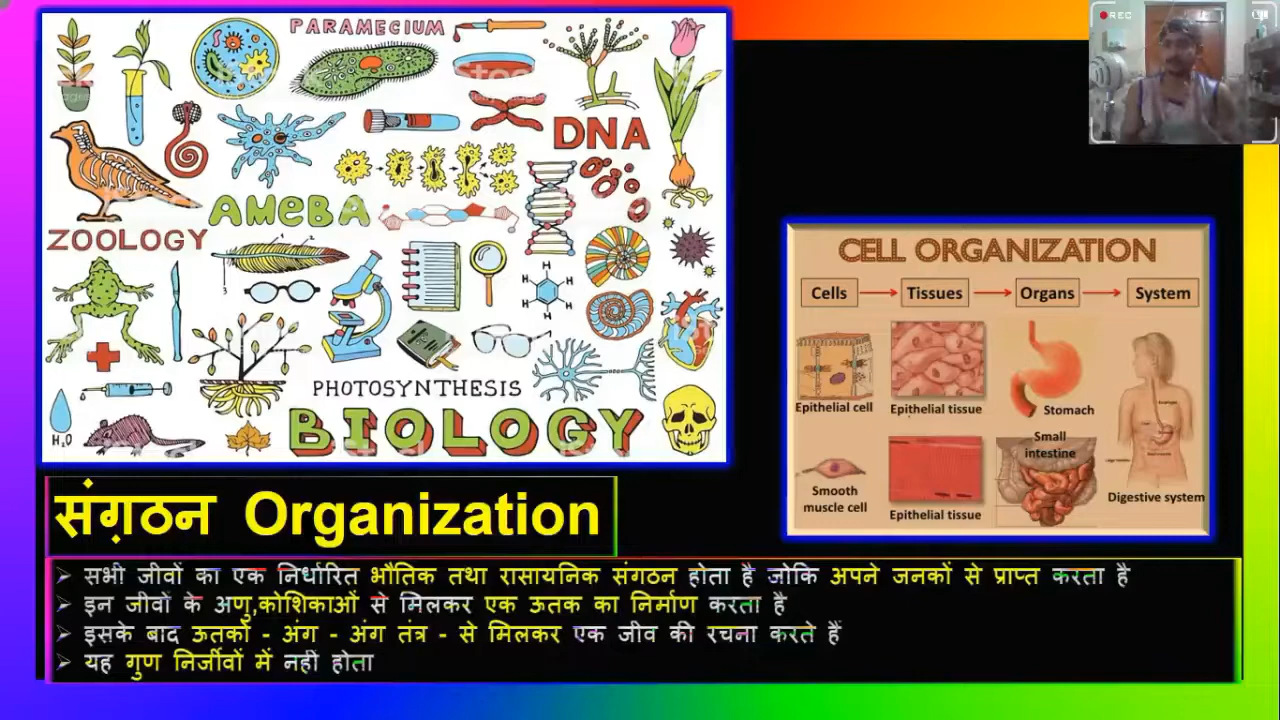 PARAMECIUM
DNA
AMeBA
ZOOLOGY
PHOTOSYNTHESIS
BIOLOGY
H₂O
REC
CELL ORGANIZATION
Cells → Tissues → Organs → System
Epithelial cell
Epithelial tissue
Stomach
Small intestine
Smooth muscle cell
Epithelial tissue
Digestive system
संग़ठन Organization
➢ सभी जीवों का एक निर्धारित भौतिक तथा रासायनिक संगठन होता है जोकि अपने जनकों से प्राप्त करता है
➢ इन जीवों के अणु,कोशिकाओं से मिलकर एक ऊतक का निर्माण करता है
➢ इसके बाद ऊतकों - अंग - अंग तंत्र - से मिलकर एक जीव की रचना करते हैं
➢ यह गुण निर्जीवों में नही होता